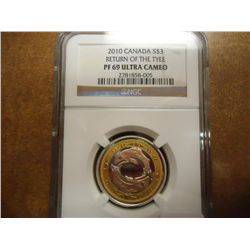 2010 CANADA S$3
RETURN OF THE TYEE
PF 69 ULTRA CAMEO
2781858-005
NGC